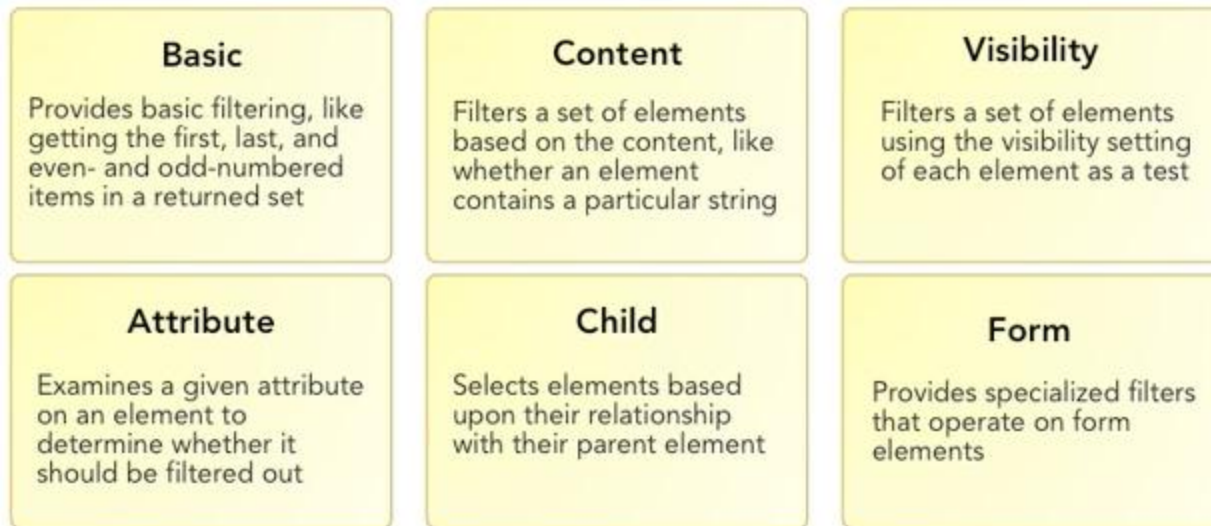 Basic
Provides basic filtering, like
getting the first, last, and
even- and odd-numbered
items in a returned set
Content
Filters a set of elements
based on the content, like
whether an element
contains a particular string
Visibility
Filters a set of elements
using the visibility setting
of each element as a test
Attribute
Examines a given attribute
on an element to
determine whether it
should be filtered out
Child
Selects elements based
upon their relationship
with their parent element
Form
Provides specialized filters
that operate on form
elements